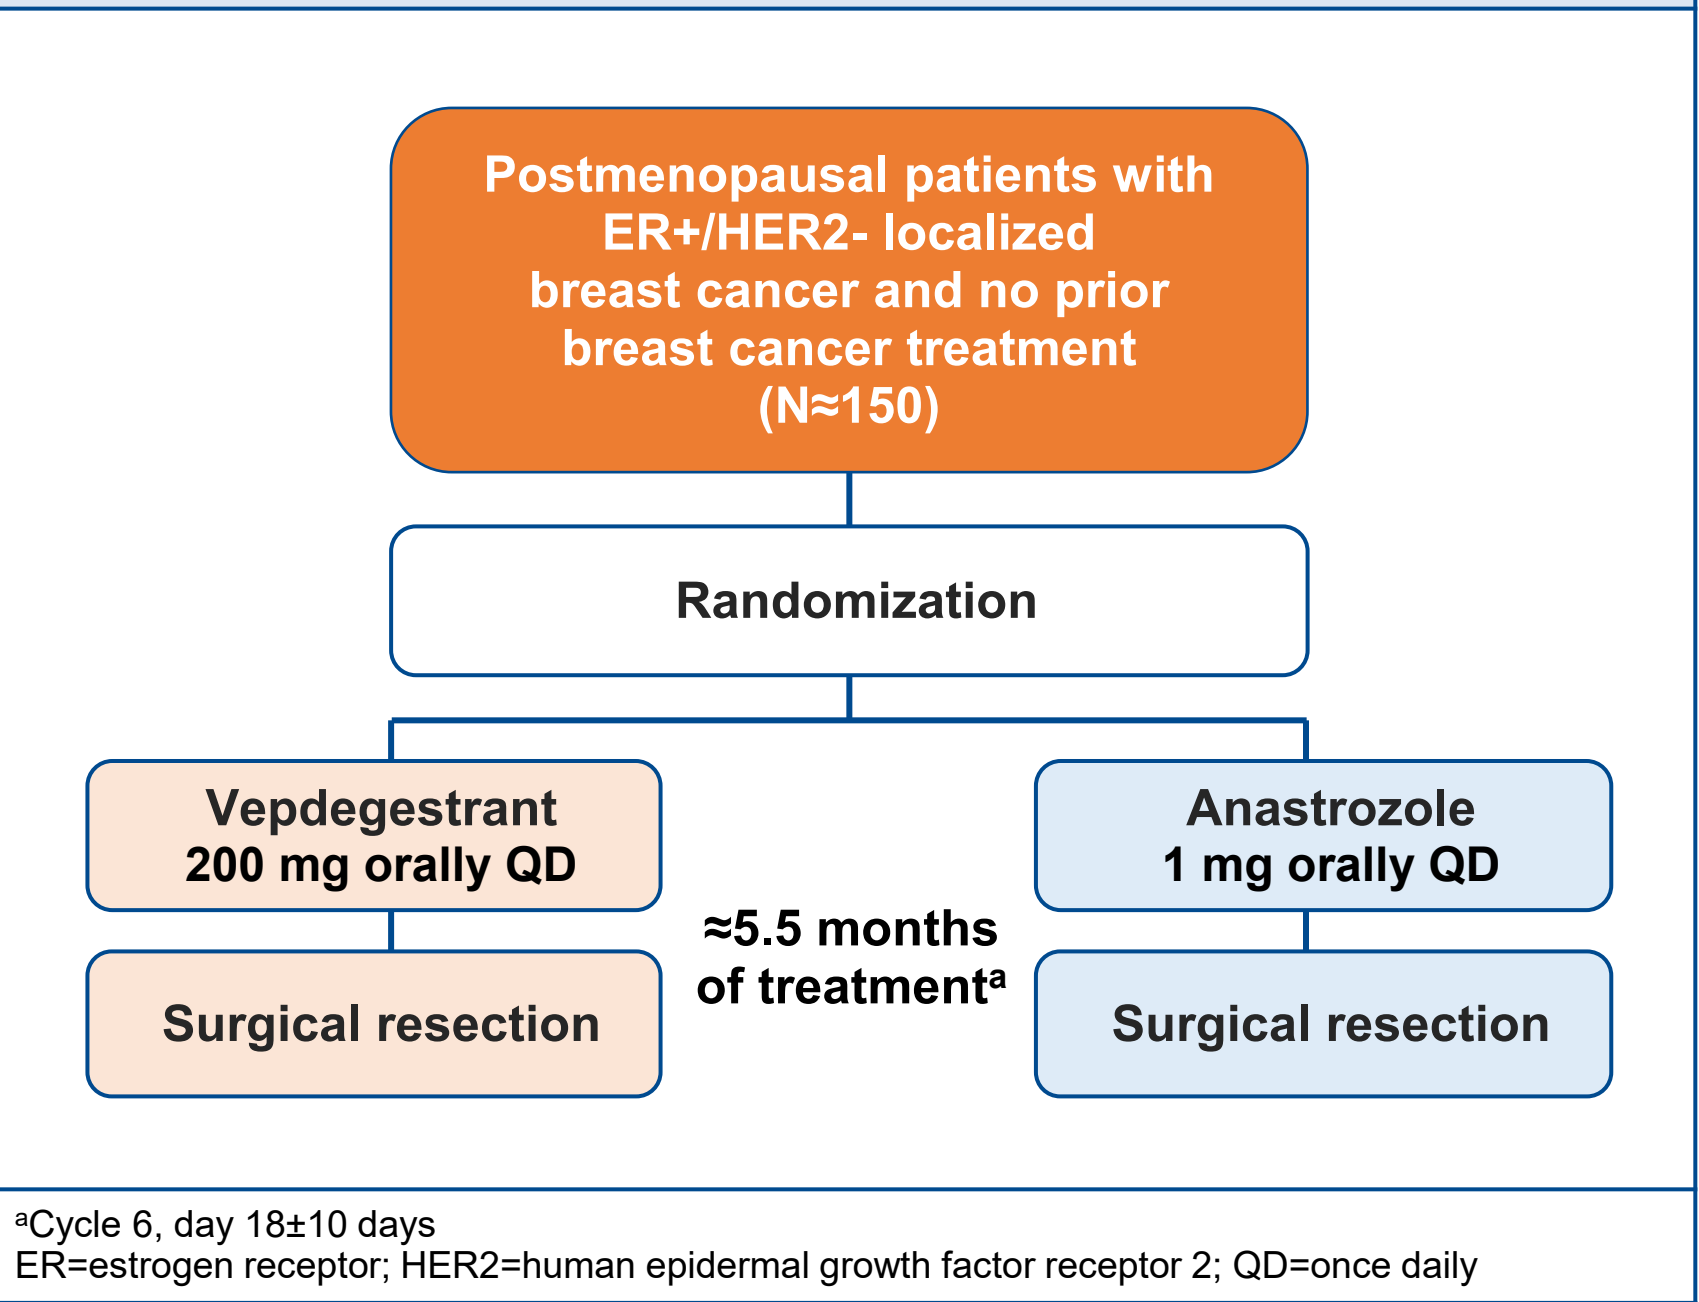 Postmenopausal patients with
ER+/HER2- localized
breast cancer and no prior
breast cancer treatment
(N≈150)
Randomization
Vepdegestrant
200 mg orally QD
Anastrozole
1 mg orally QD
≈5.5 months
of treatmentᵃ
Surgical resection
Surgical resection
ᵃCycle 6, day 18±10 days
ER=estrogen receptor; HER2=human epidermal growth factor receptor 2; QD=once daily